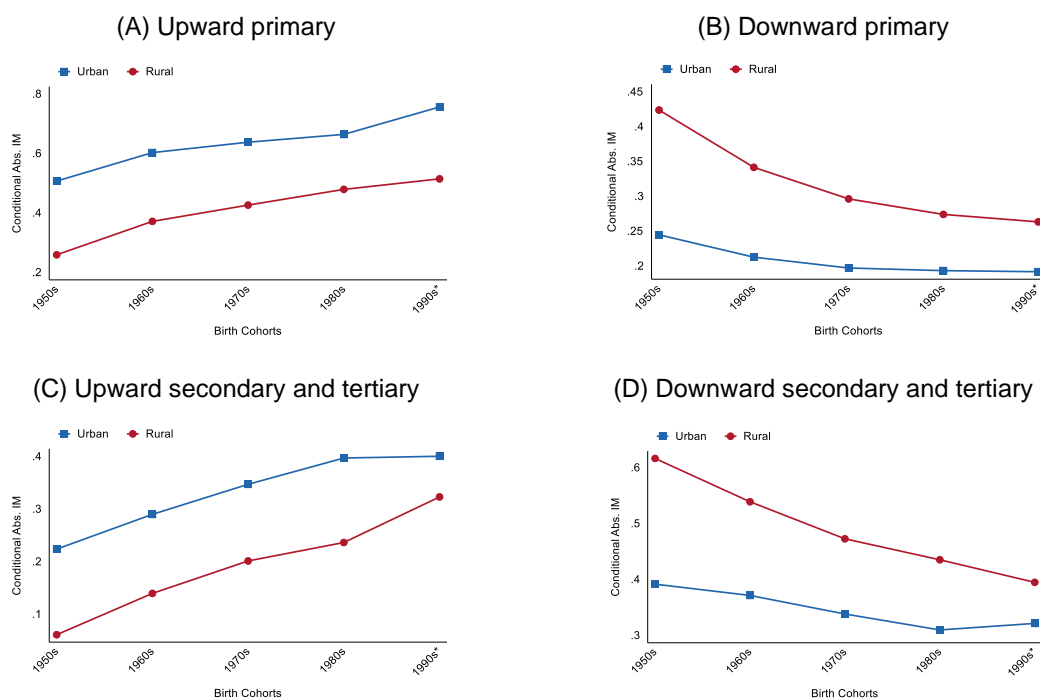 (A) Upward primary
Urban Rural
.8
.6
.4
.2
Conditional Abs. IM
1950s 1960s 1970s 1980s 1990s*
Birth Cohorts
(B) Downward primary
Urban Rural
.45
.4
.35
.3
.25
.2
Conditional Abs. IM
1950s 1960s 1970s 1980s 1990s*
Birth Cohorts
(C) Upward secondary and tertiary
Urban Rural
.4
.3
.2
.1
Conditional Abs. IM
1950s 1960s 1970s 1980s 1990s*
Birth Cohorts
(D) Downward secondary and tertiary
Urban Rural
.6
.5
.4
.3
Conditional Abs. IM
1950s 1960s 1970s 1980s 1990s*
Birth Cohorts